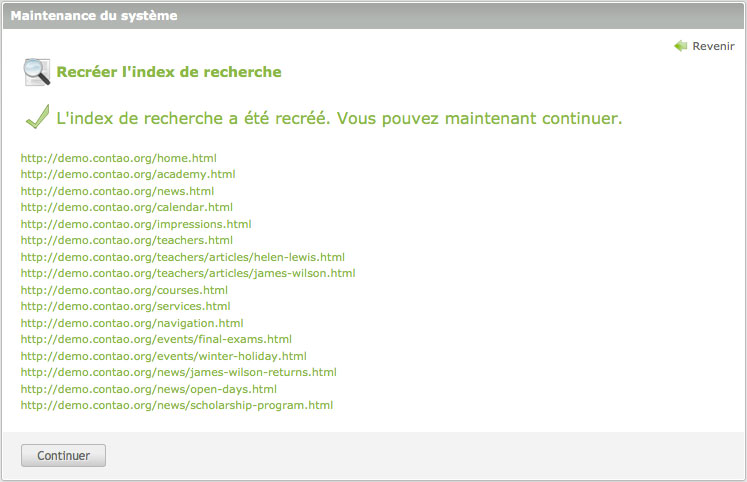 Maintenance du système
Revenir
Recréer l'index de recherche
L'index de recherche a été recréé. Vous pouvez maintenant continuer.
http://demo.contao.org/home.html
http://demo.contao.org/academy.html
http://demo.contao.org/news.html
http://demo.contao.org/calendar.html
http://demo.contao.org/impressions.html
http://demo.contao.org/teachers.html
http://demo.contao.org/teachers/articles/helen-lewis.html
http://demo.contao.org/teachers/articles/james-wilson.html
http://demo.contao.org/courses.html
http://demo.contao.org/services.html
http://demo.contao.org/navigation.html
http://demo.contao.org/events/final-exams.html
http://demo.contao.org/events/winter-holiday.html
http://demo.contao.org/news/james-wilson-returns.html
http://demo.contao.org/news/open-days.html
http://demo.contao.org/news/scholarship-program.html
Continuer